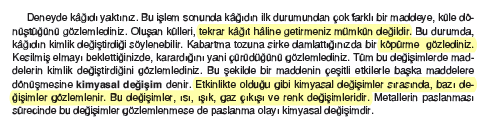 Deneyde kâğıdı yaktınız. Bu işlem sonunda kâğıdın ilk durumundan çok farklı bir maddeye, küle dö-
nüştüğünü gözlemlediniz. Oluşan külleri, tekrar kâğıt hâline getirmeniz mümkün değildir. Bu durumda,
kâğıdın kimlik değiştirdiği söylenebilir. Kabartma tozuna sirke damlattığınızda bir köpürme gözlediniz.
Kesilmiş elmayı beklettiğinizde, karardığını yani çürüdüğünü gözlemlediniz. Tüm bu değişimlerde mad-
delerin kimlik değiştirdiğini gözlemlediniz. Bu şekilde bir maddenin çeşitli etkilerle başka maddelere
dönüşmesine kimyasal değişim denir. Etkinlikte olduğu gibi kimyasal değişimler sırasında, bazı de-
ğişimler gözlemlenir. Bu değişimler, ısı, ışık, gaz çıkışı ve renk değişimleridir. Metallerin paslanması
sürecinde bu değişimler gözlemlenmese de paslanma olayı kimyasal değişimdir.